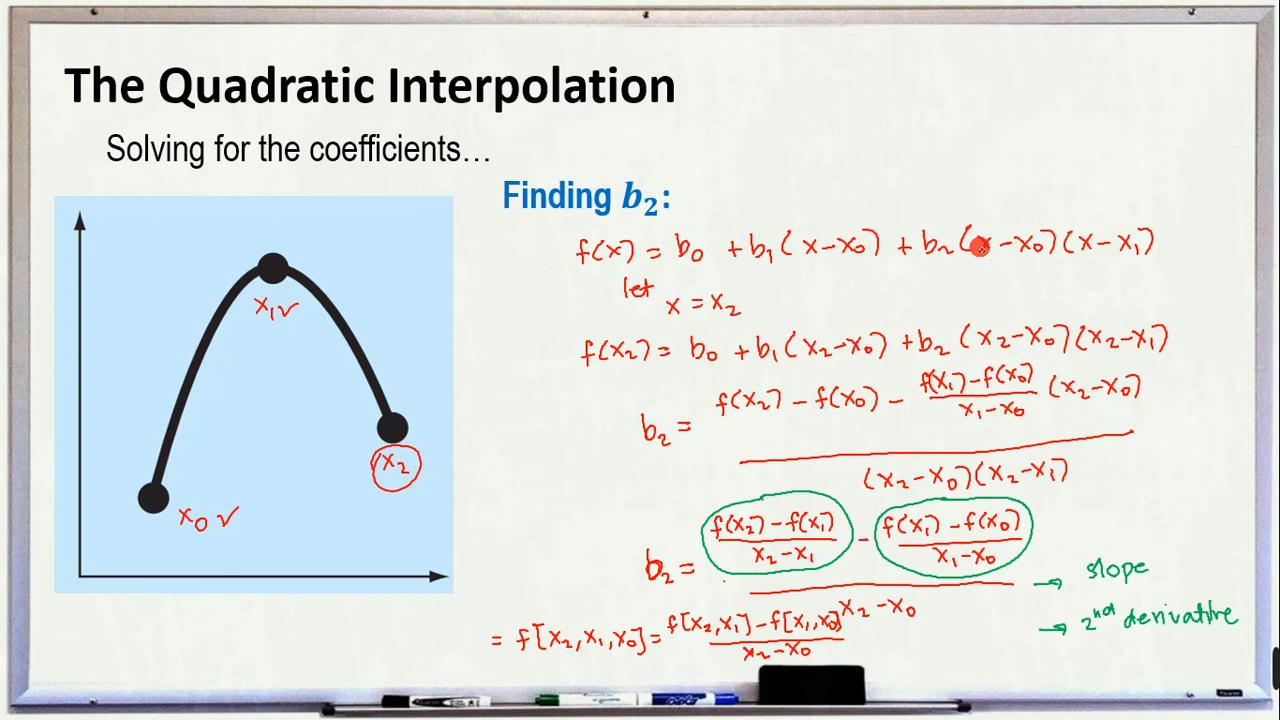 The Quadratic Interpolation
Solving for the coefficients…
Finding b₂:
f(x) = b₀ + b₁(x-x₀) + b₂(x-x₀)(x-x₁)
let x = x₂
f(x₂) = b₀ + b₁(x₂-x₀) + b₂(x₂-x₀)(x₂-x₁)
b₂ = (f(x₂) - f(x₀) - (f(x₁)-f(x₀))/(x₁-x₀) (x₂-x₀))/((x₂-x₀)(x₂-x₁))
b₂ = ((f(x₂)-f(x₁))/(x₂-x₁) - (f(x₁)-f(x₀))/(x₁-x₀))/(x₂-x₀)
= f[x₂,x₁,x₀] = (f[x₂,x₁]-f[x₁,x₀])/(x₂-x₀)
→ slope
→ 2nd derivative
x₁ ✓
x₂
x₀ ✓